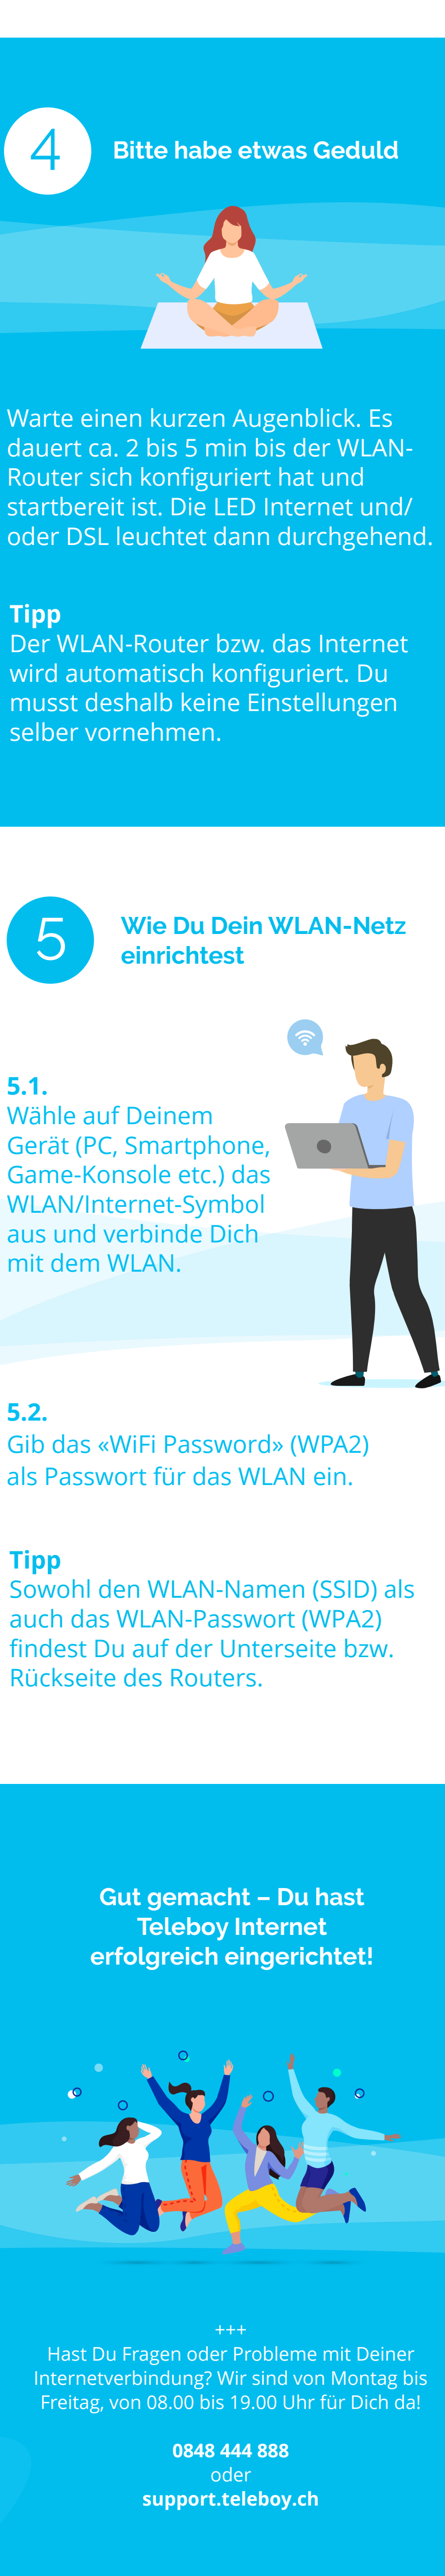 4
Bitte habe etwas Geduld
Warte einen kurzen Augenblick. Es
dauert ca. 2 bis 5 min bis der WLAN-
Router sich konfiguriert hat und
startbereit ist. Die LED Internet und/
oder DSL leuchtet dann durchgehend.
Tipp
Der WLAN-Router bzw. das Internet
wird automatisch konfiguriert. Du
musst deshalb keine Einstellungen
selber vornehmen.
5
Wie Du Dein WLAN-Netz
einrichtest
5.1.
Wähle auf Deinem
Gerät (PC, Smartphone,
Game-Konsole etc.) das
WLAN/Internet-Symbol
aus und verbinde Dich
mit dem WLAN.
5.2.
Gib das «WiFi Password» (WPA2)
als Passwort für das WLAN ein.
Tipp
Sowohl den WLAN-Namen (SSID) als
auch das WLAN-Passwort (WPA2)
findest Du auf der Unterseite bzw.
Rückseite des Routers.
Gut gemacht – Du hast
Teleboy Internet
erfolgreich eingerichtet!
+++
Hast Du Fragen oder Probleme mit Deiner
Internetverbindung? Wir sind von Montag bis
Freitag, von 08.00 bis 19.00 Uhr für Dich da!
0848 444 888
oder
support.teleboy.ch